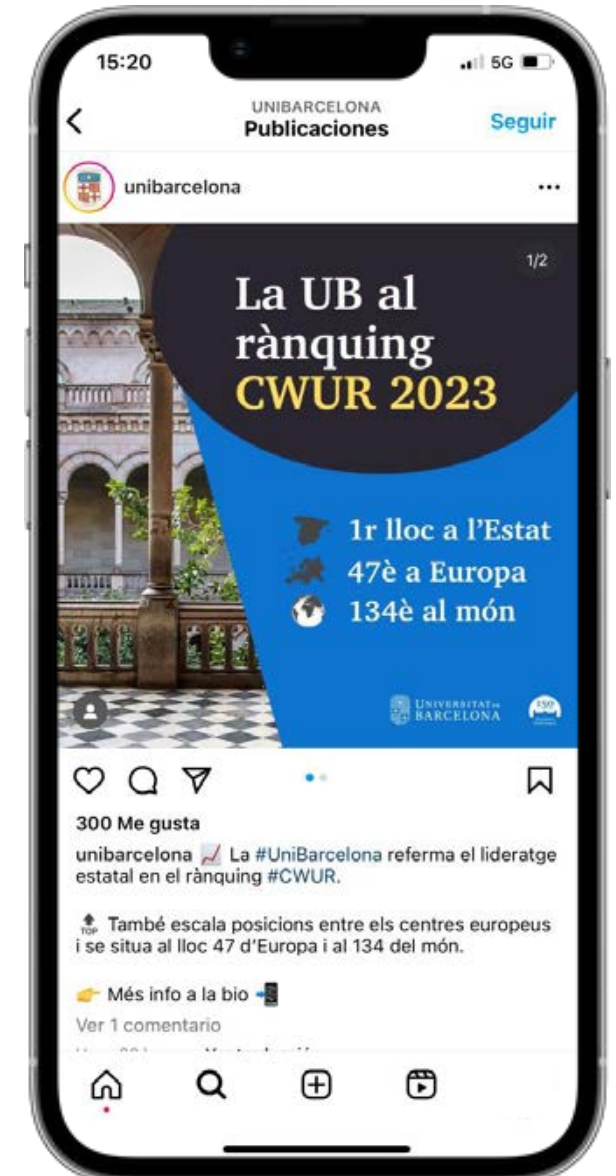 15:20
5G
UNIBARCELONA
Publicaciones
Seguir
unibarcelona
1/2
La UB al
rànquing
CWUR 2023
1r lloc a l'Estat
47è a Europa
134è al món
UNIVERSITAT DE
BARCELONA
300 Me gusta
unibarcelona 📈 La #UniBarcelona referma el lideratge
estatal en el rànquing #CWUR.
🔝 També escala posicions entre els centres europeus
i se situa al lloc 47 d'Europa i al 134 del món.
👉 Més info a la bio 📲
Ver 1 comentario